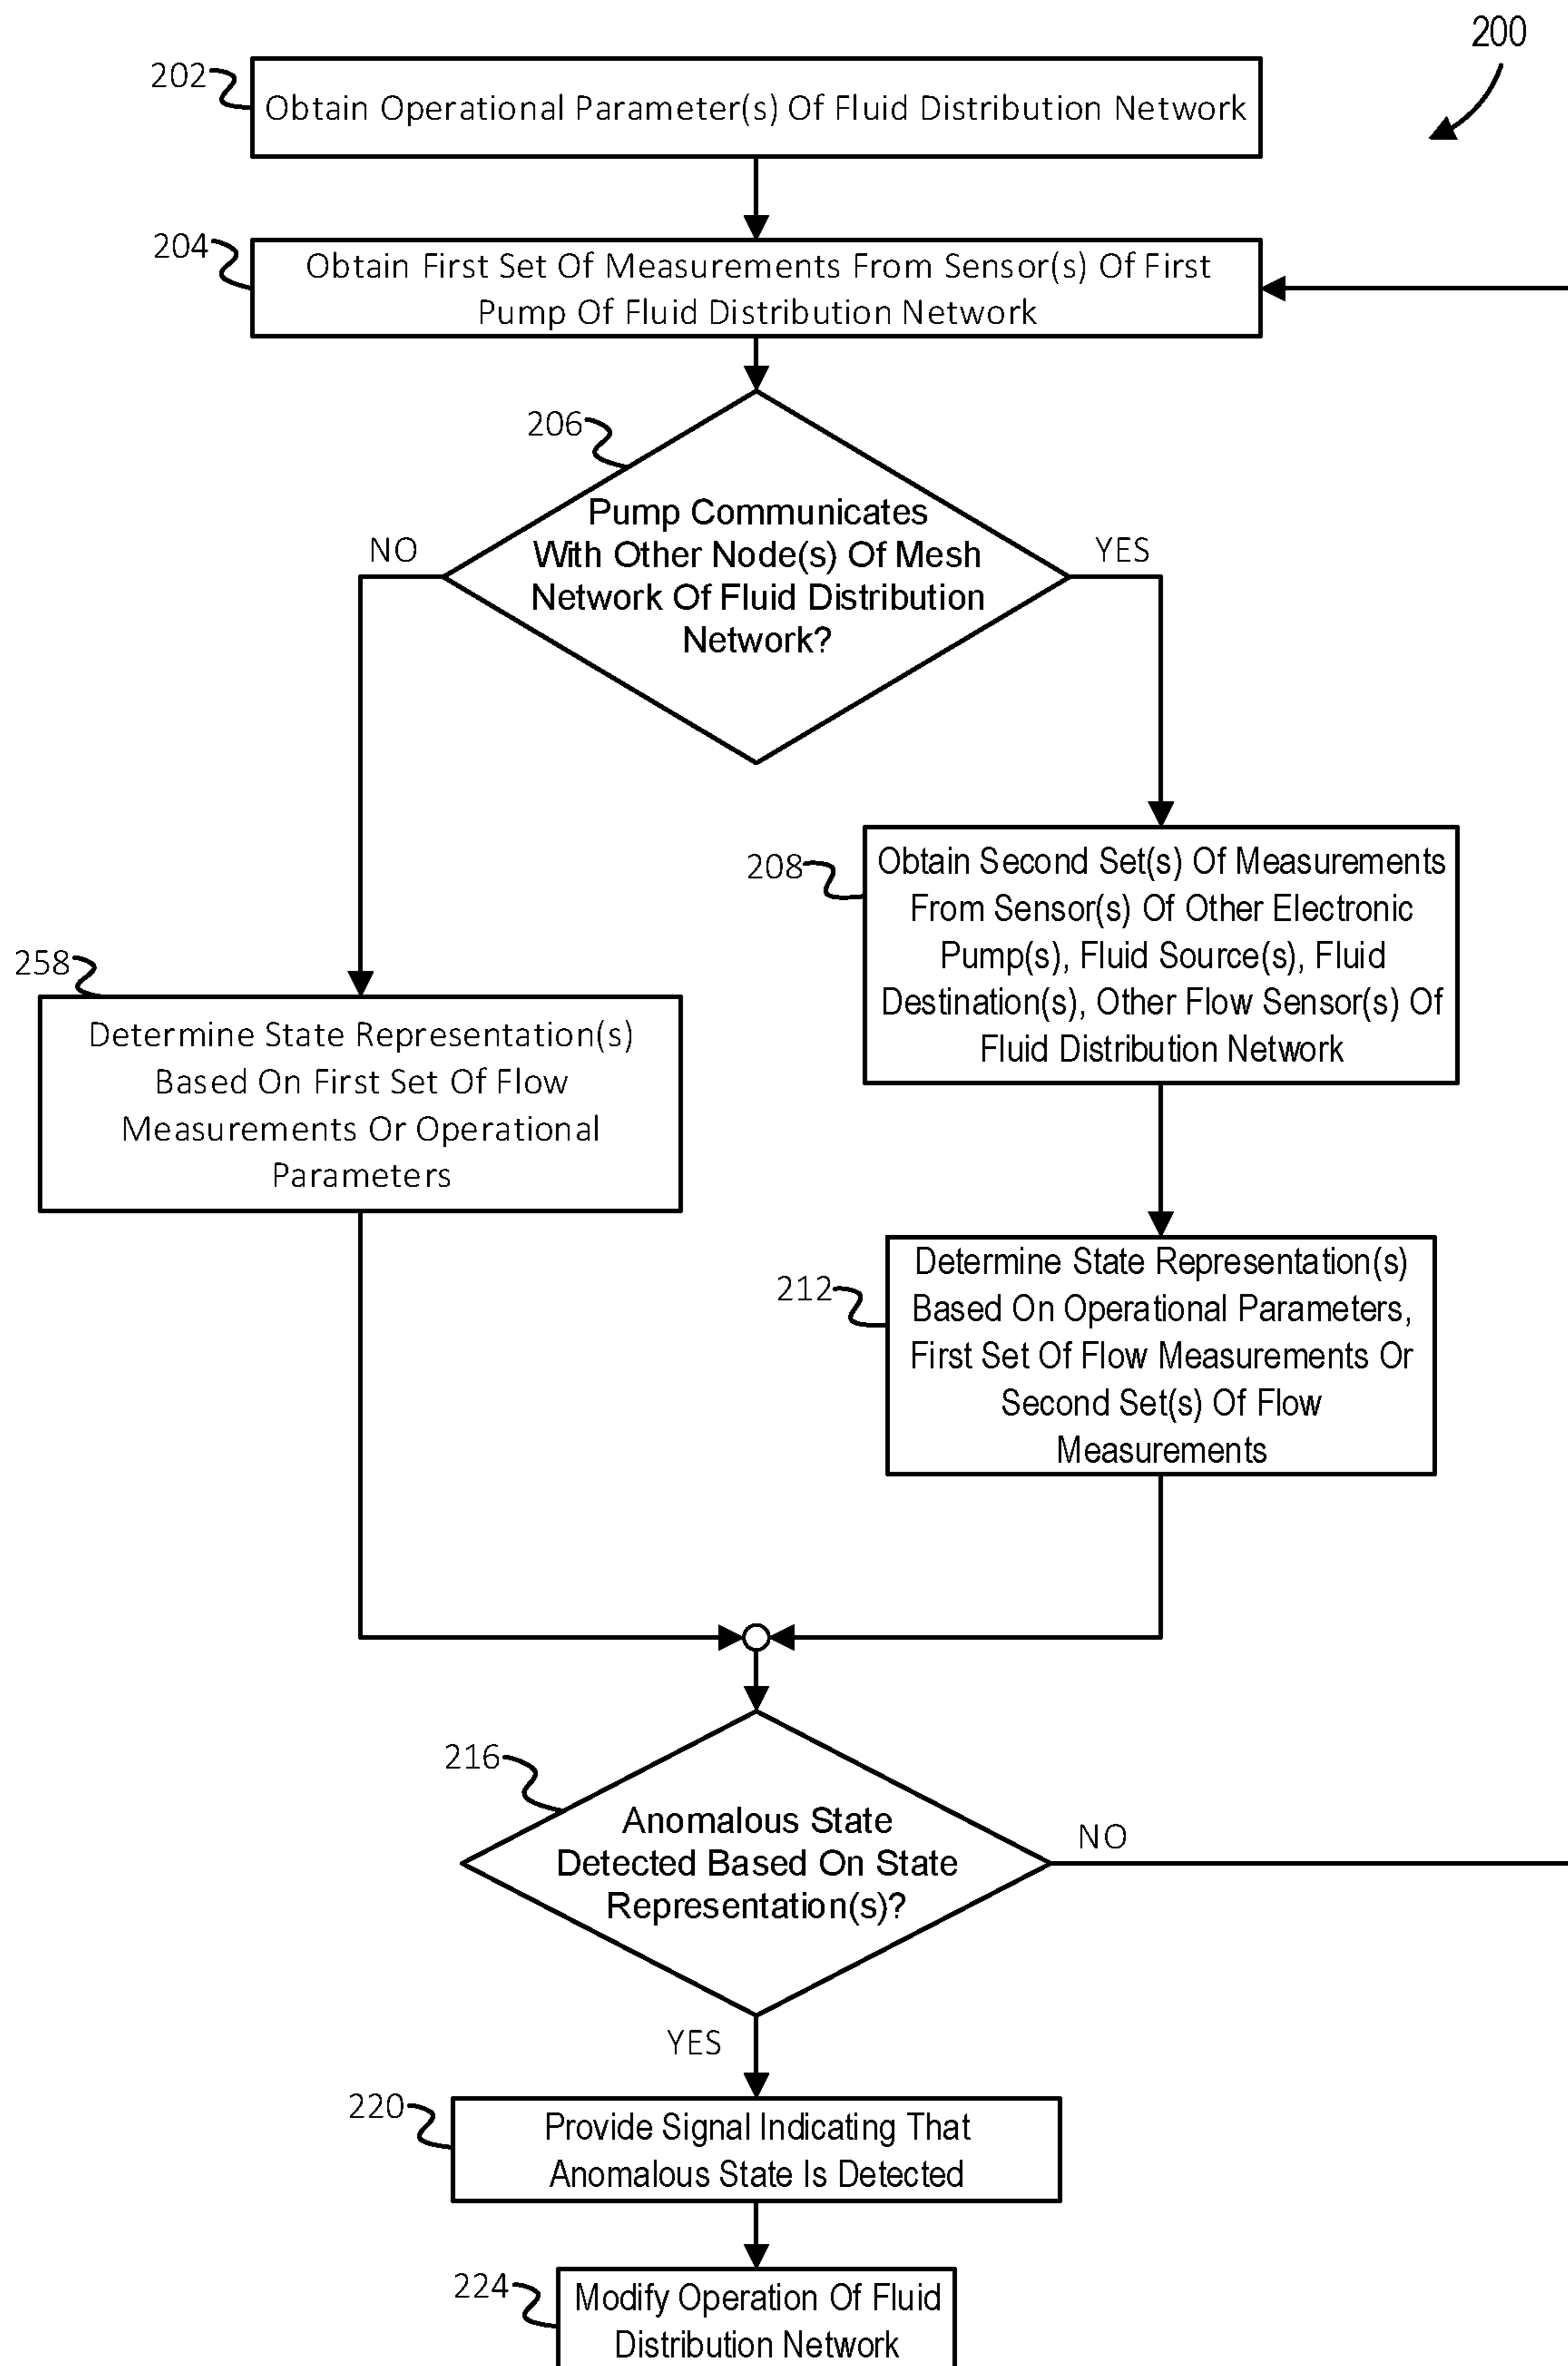 200
202
Obtain Operational Parameter(s) Of Fluid Distribution Network
204
Obtain First Set Of Measurements From Sensor(s) Of First
Pump Of Fluid Distribution Network
206
Pump Communicates
With Other Node(s) Of Mesh
Network Of Fluid Distribution
Network?
NO
YES
208
Obtain Second Set(s) Of Measurements
From Sensor(s) Of Other Electronic
Pump(s), Fluid Source(s), Fluid
Destination(s), Other Flow Sensor(s) Of
Fluid Distribution Network
258
Determine State Representation(s)
Based On First Set Of Flow
Measurements Or Operational
Parameters
212
Determine State Representation(s)
Based On Operational Parameters,
First Set Of Flow Measurements Or
Second Set(s) Of Flow
Measurements
216
Anomalous State
Detected Based On State
Representation(s)?
NO
YES
220
Provide Signal Indicating That
Anomalous State Is Detected
224
Modify Operation Of Fluid
Distribution Network